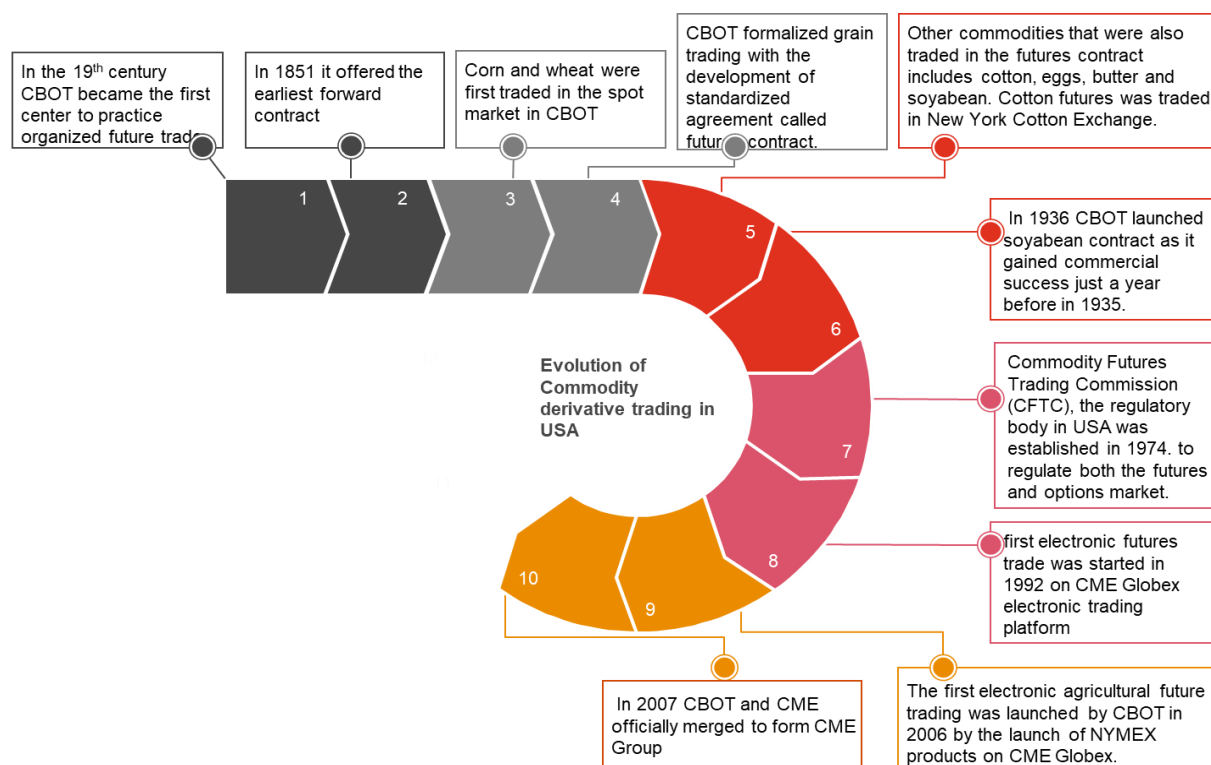 In the 19th century
CBOT became the first
center to practice
organized future trade
1
In 1851 it offered the
earliest forward
contract
2
Corn and wheat were
first traded in the spot
market in CBOT
3
CBOT formalized grain
trading with the
development of
standardized
agreement called
future contract.
4
Other commodities that were also
traded in the futures contract
includes cotton, eggs, butter and
soyabean. Cotton futures was traded
in New York Cotton Exchange.
5
In 1936 CBOT launched
soyabean contract as it
gained commercial
success just a year
before in 1935.
6
Evolution of
Commodity
derivative trading in
USA
Commodity Futures
Trading Commission
(CFTC), the regulatory
body in USA was
established in 1974. to
regulate both the futures
and options market.
7
first electronic futures
trade was started in
1992 on CME Globex
electronic trading
platform
8
The first electronic agricultural future
trading was launched by CBOT in
2006 by the launch of NYMEX
products on CME Globex.
9
In 2007 CBOT and CME
officially merged to form CME
Group
10